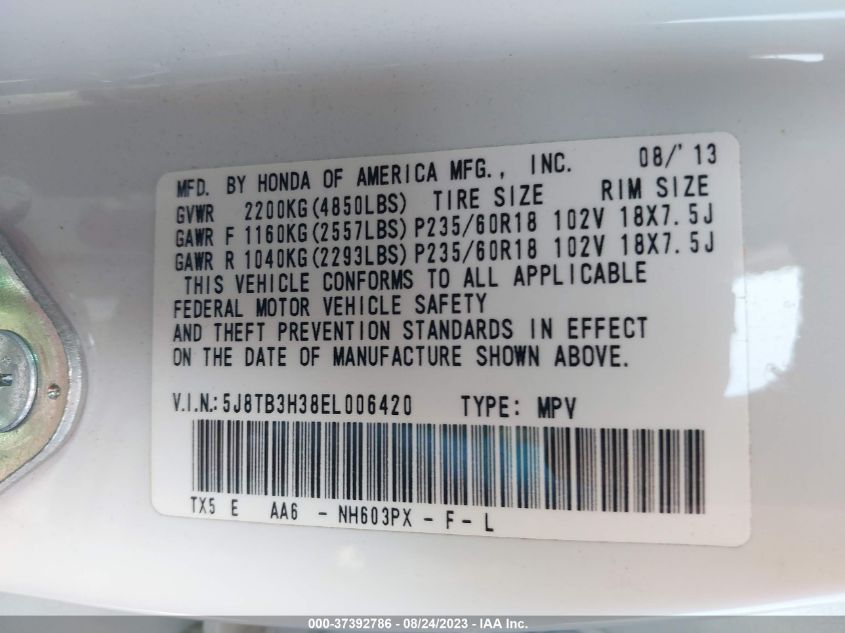 MFD. BY HONDA OF AMERICA MFG., INC. 08/'13
GVWR 2200KG(4850LBS) TIRE SIZE RIM SIZE
GAWR F 1160KG(2557LBS) P235/60R18 102V 18X7.5J
GAWR R 1040KG(2293LBS) P235/60R18 102V 18X7.5J
THIS VEHICLE CONFORMS TO ALL APPLICABLE
FEDERAL MOTOR VEHICLE SAFETY
AND THEFT PREVENTION STANDARDS IN EFFECT
ON THE DATE OF MANUFACTURE SHOWN ABOVE.
V.I.N.: 5J8TB3H38EL006420 TYPE: MPV
TX5 E AA6 - NH603PX - F - L
000-37392786 - 08/24/2023 - IAA Inc.